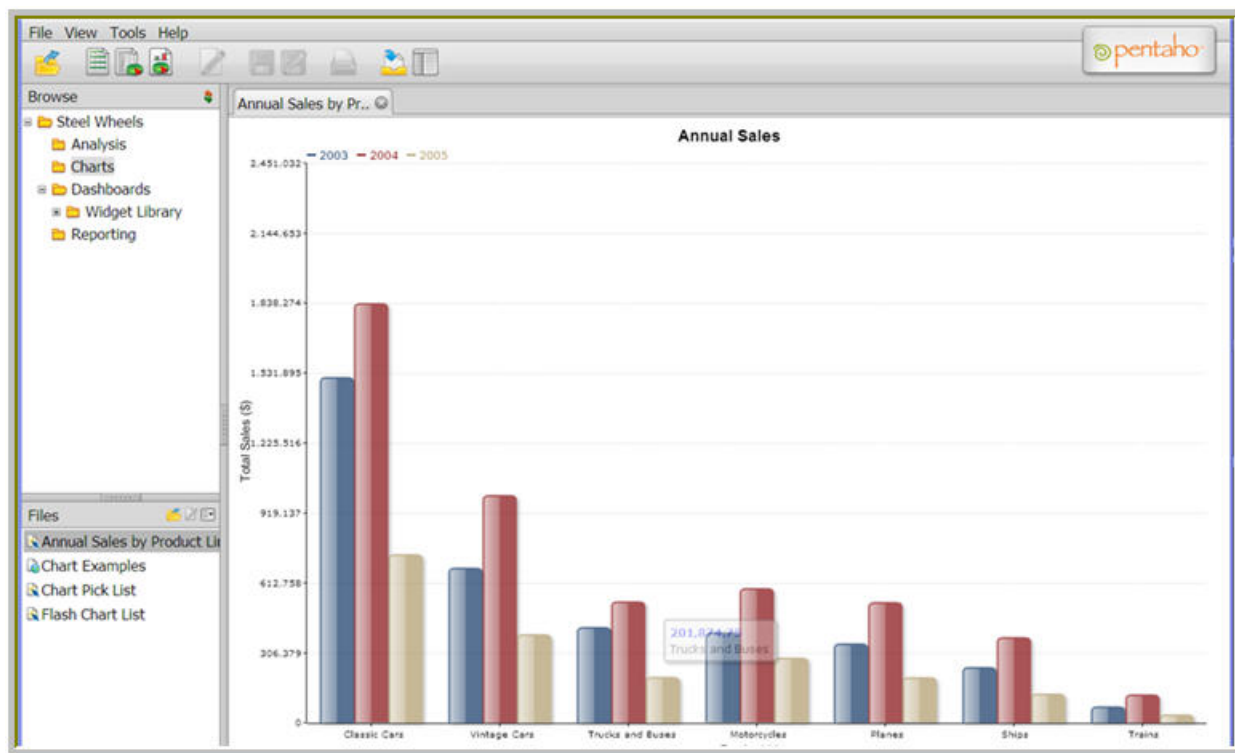 File View Tools Help
pentaho
Browse
Steel Wheels
Analysis
Charts
Dashboards
Widget Library
Reporting
Files
Annual Sales by Product Li
Chart Examples
Chart Pick List
Flash Chart List
Annual Sales by Pr..
Annual Sales
2003 2004 2005
Total Sales ($)
2.451.032
2.144.653
1.838.274
1.531.895
1.225.516
919.137
612.758
306.379
0
Trucks and Buses
Classic Cars Vintage Cars Trucks and Buses Motorcycles Planes Ships Trains